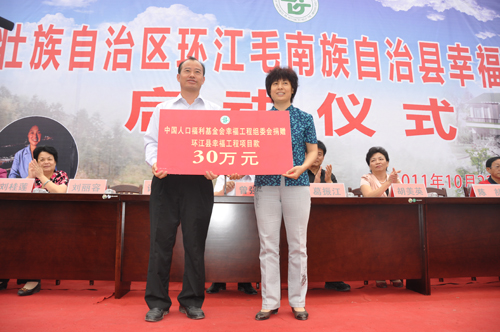 壮族自治区环江毛南族自治县幸福
启动仪式
中国人口福利基金会幸福工程组委会捐赠
环江县幸福工程项目款
30万元
2011年10月2